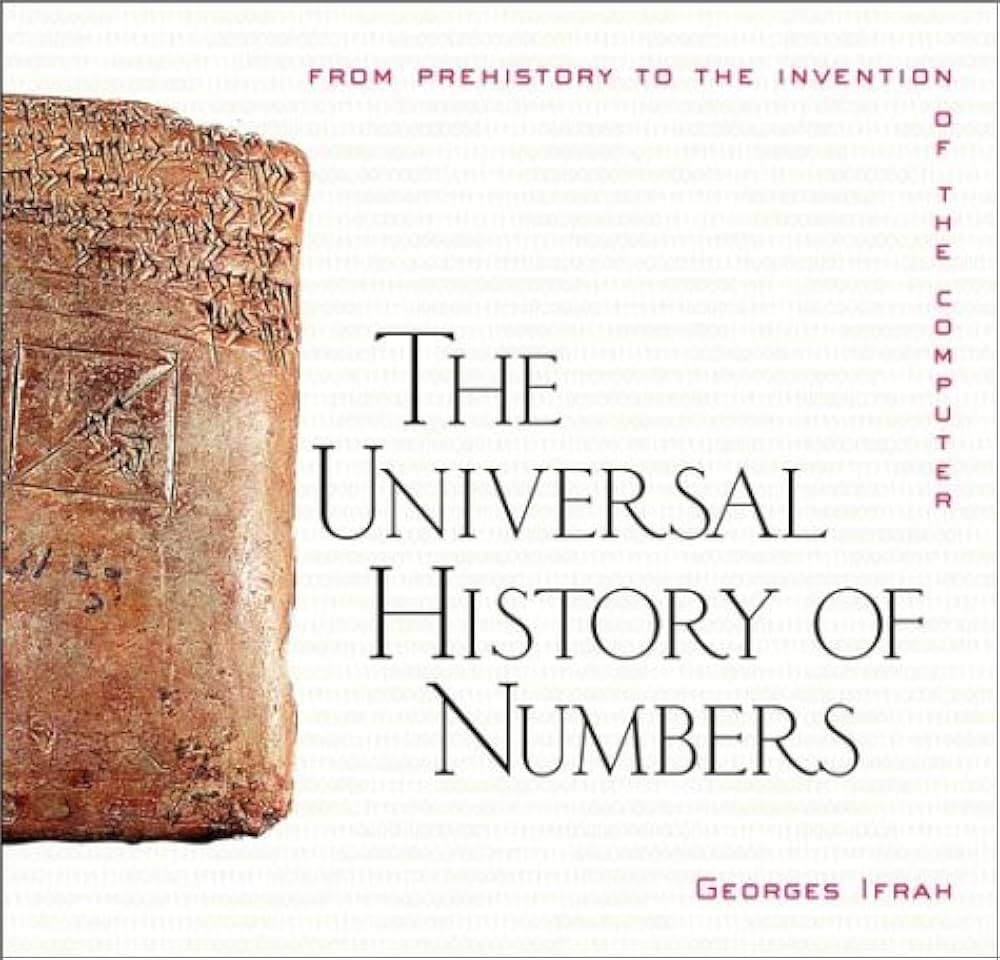 FROM PREHISTORY TO THE INVENTION
OF THE COMPUTER
THE
UNIVERSAL
HISTORY OF
NUMBERS
GEORGES IFRAH